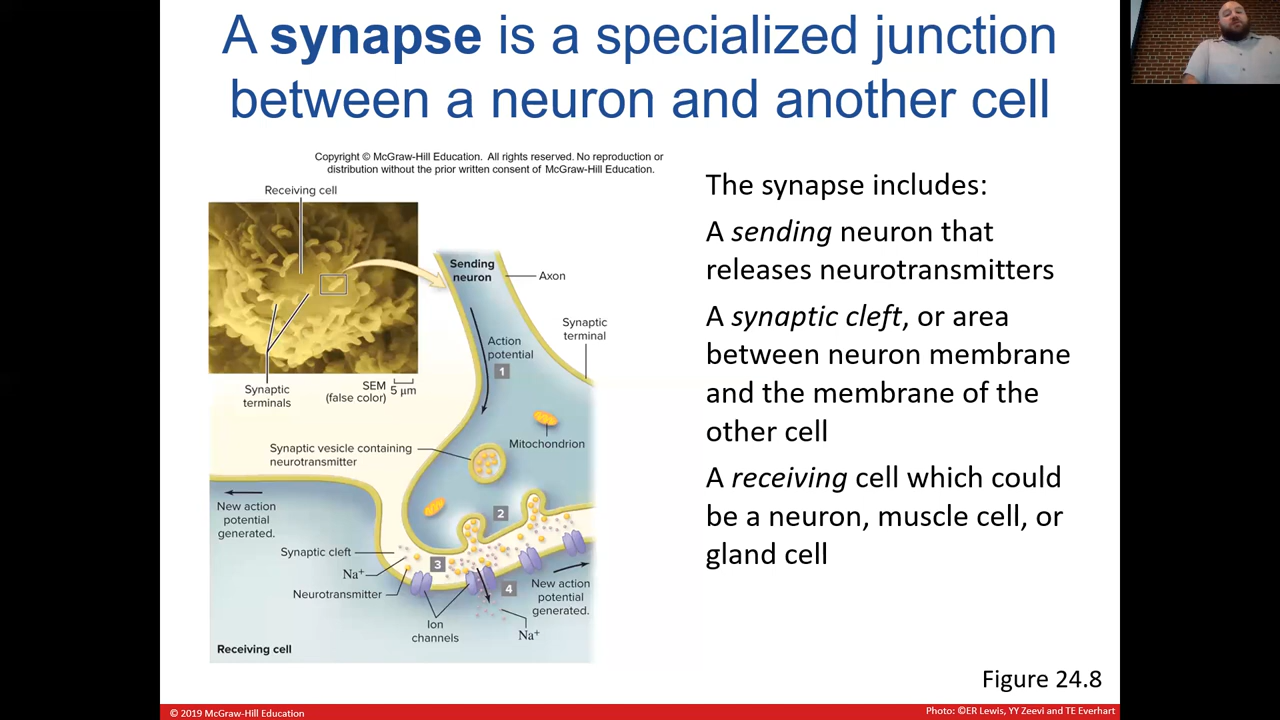 A synapse is a specialized junction
between a neuron and another cell
Copyright © McGraw-Hill Education. All rights reserved. No reproduction or
distribution without the prior written consent of McGraw-Hill Education.
Receiving cell
Synaptic
terminals
SEM
(false color)
5 µm
Sending
neuron
Axon
Synaptic
terminal
Action
potential
1
Mitochondrion
Synaptic vesicle containing
neurotransmitter
2
New action
potential
generated.
Synaptic cleft
Na+
Neurotransmitter
3
4
Ion
channels
New action
potential
generated.
Na+
Receiving cell
The synapse includes:
A sending neuron that
releases neurotransmitters
A synaptic cleft, or area
between neuron membrane
and the membrane of the
other cell
A receiving cell which could
be a neuron, muscle cell, or
gland cell
Figure 24.8
© 2019 McGraw-Hill Education
Photo: ©ER Lewis, YY Zeevi and TE Everhart